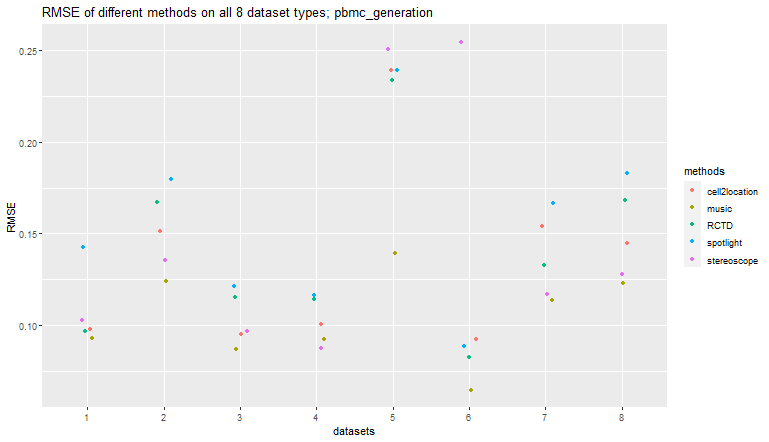 RMSE of different methods on all 8 dataset types; pbmc_generation
0.25
0.20
0.15
0.10
RMSE
1 2 3 4 5 6 7 8
datasets
methods
cell2location
music
RCTD
spotlight
stereoscope